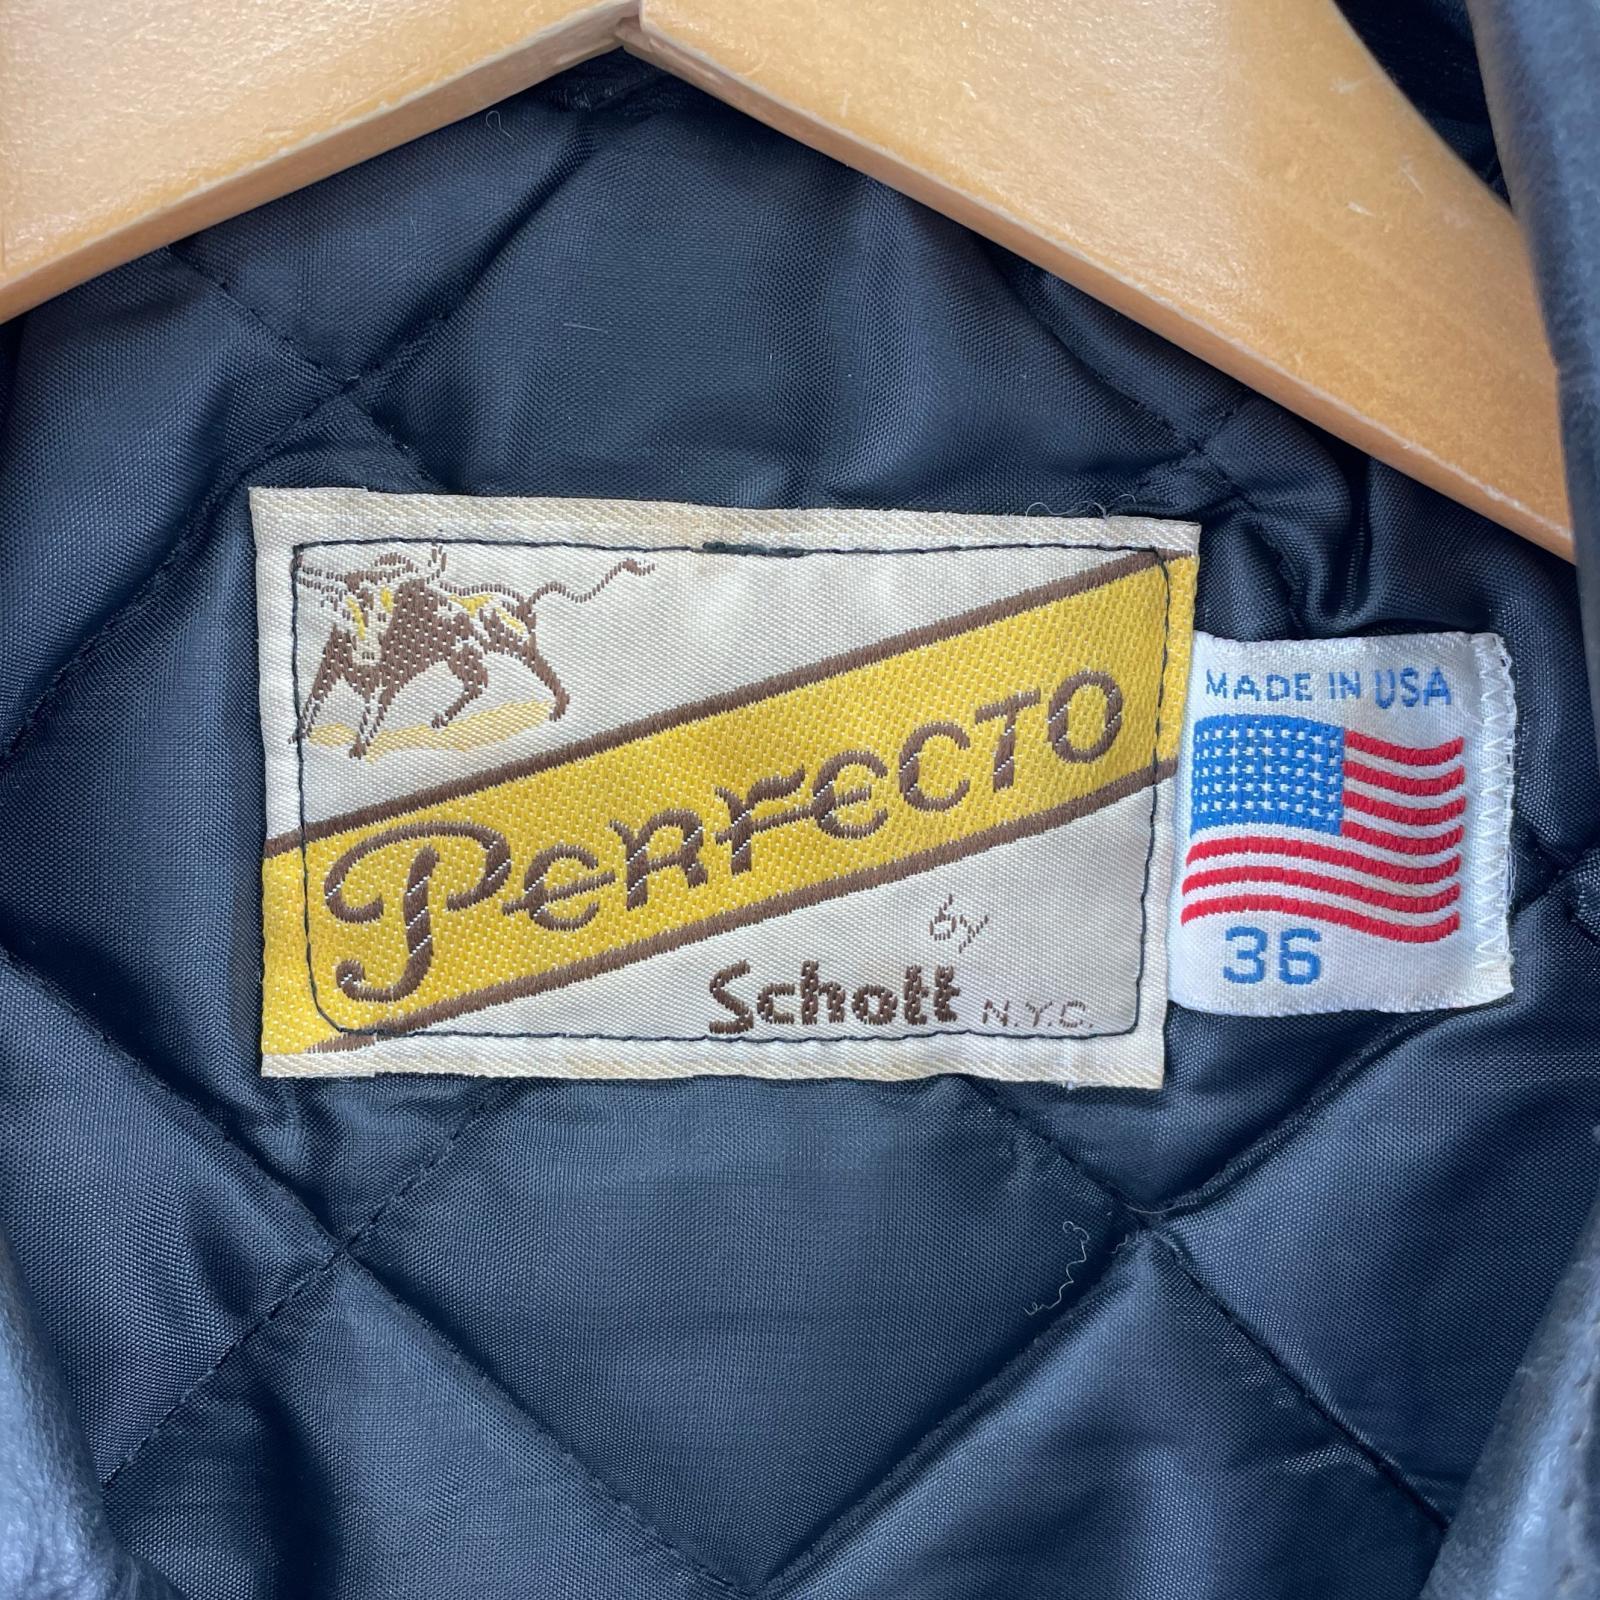 PERFECTO
by
Schott N.Y.C.
MADE IN USA
36